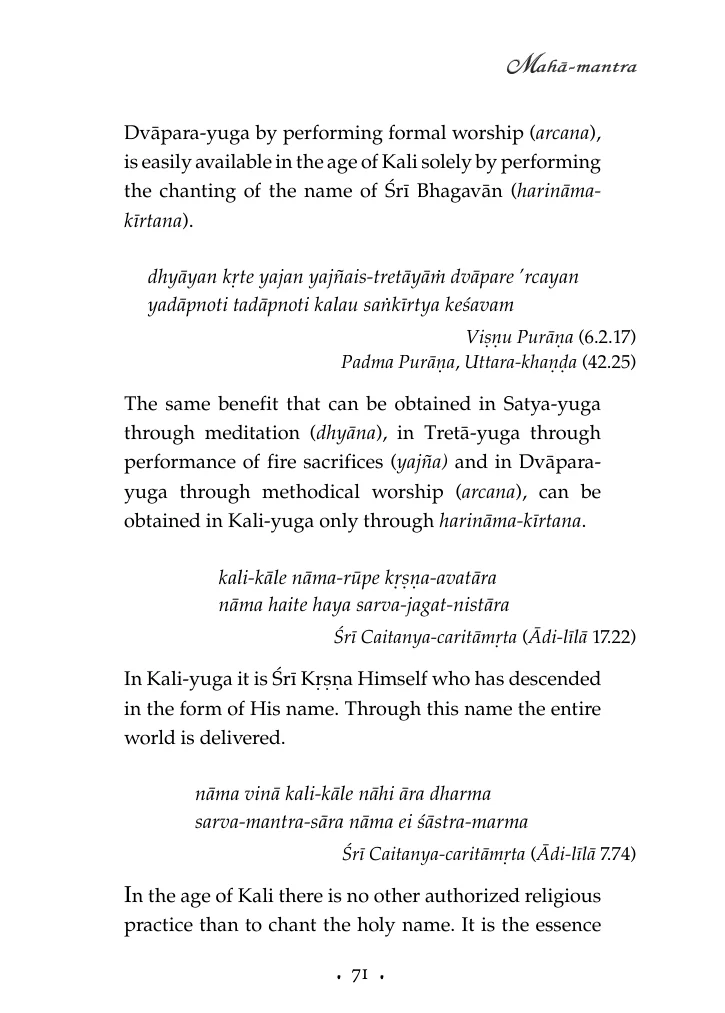 Mahā-mantra
Dvāpara-yuga by performing formal worship (arcana),
is easily available in the age of Kali solely by performing
the chanting of the name of Śrī Bhagavān (harināma-
kīrtana).
dhyāyan kṛte yajan yajñais-tretāyāṁ dvāpare ’rcayan
yadāpnoti tadāpnoti kalau saṅkīrtya keśavam
Viṣṇu Purāṇa (6.2.17)
Padma Purāṇa, Uttara-khaṇḍa (42.25)
The same benefit that can be obtained in Satya-yuga
through meditation (dhyāna), in Tretā-yuga through
performance of fire sacrifices (yajña) and in Dvāpara-
yuga through methodical worship (arcana), can be
obtained in Kali-yuga only through harināma-kīrtana.
kali-kāle nāma-rūpe kṛṣṇa-avatāra
nāma haite haya sarva-jagat-nistāra
Śrī Caitanya-caritāmṛta (Ādi-līlā 17.22)
In Kali-yuga it is Śrī Kṛṣṇa Himself who has descended
in the form of His name. Through this name the entire
world is delivered.
nāma vinā kali-kāle nāhi āra dharma
sarva-mantra-sāra nāma ei śāstra-marma
Śrī Caitanya-caritāmṛta (Ādi-līlā 7.74)
In the age of Kali there is no other authorized religious
practice than to chant the holy name. It is the essence
• 71 •